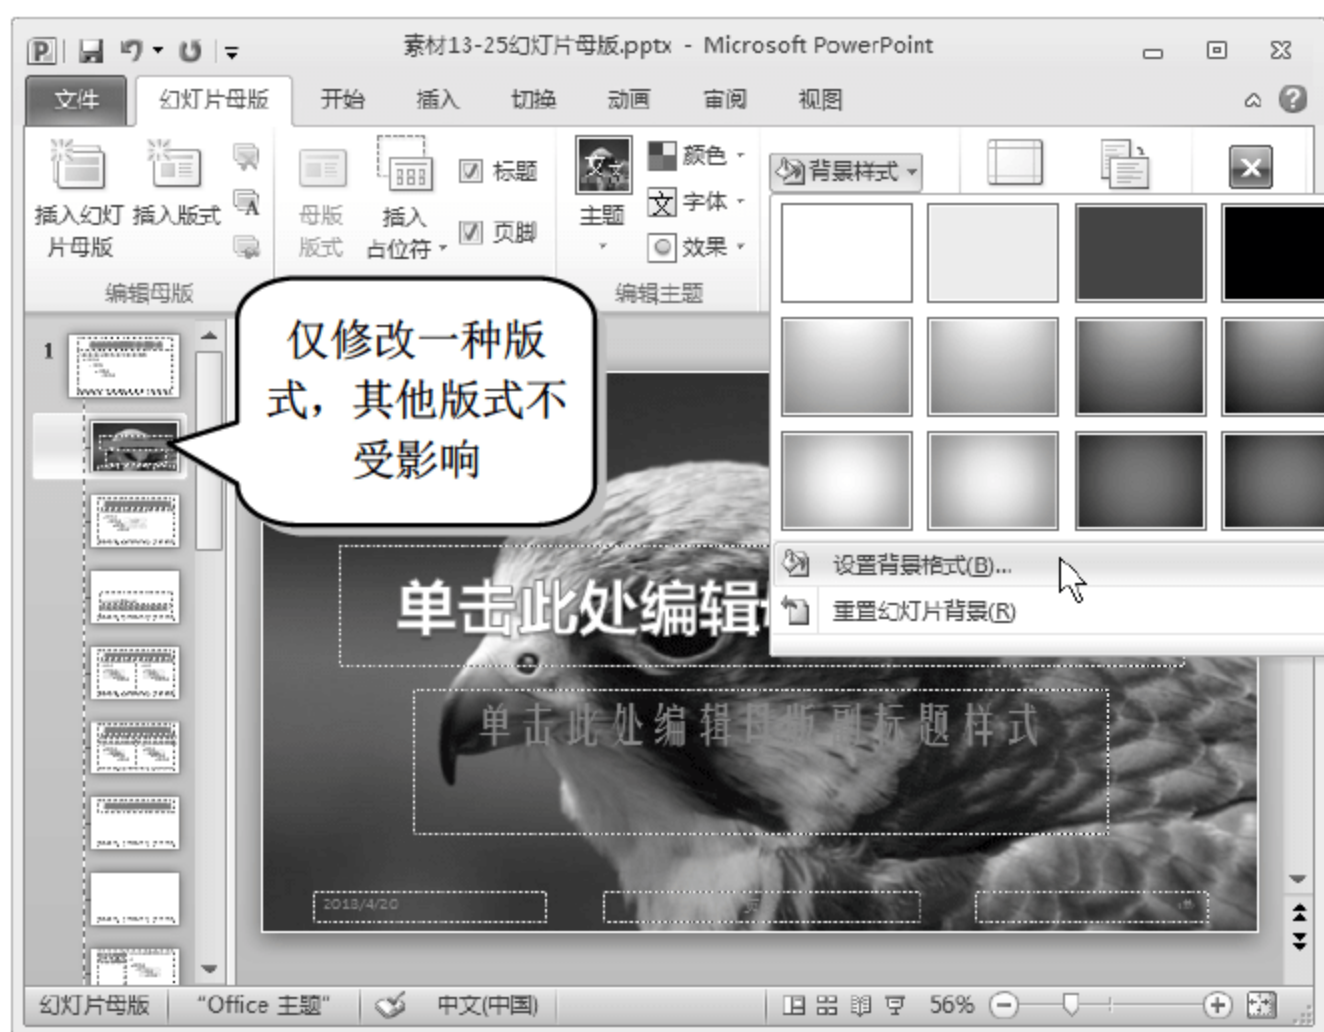 素材13-25幻灯片母版.pptx - Microsoft PowerPoint
文件 幻灯片母版 开始 插入 切换 动画 审阅 视图
插入幻灯片母版 插入版式
母版版式 插入占位符 标题 页脚
主题 颜色 字体 效果
背景样式
编辑母版 编辑主题
1
仅修改一种版
式，其他版式不
受影响
设置背景格式(B)...
重置幻灯片背景(R)
单击此处编辑
单击此处编辑母版副标题样式
2013/4/20
幻灯片母版 "Office 主题" 中文(中国) 56%